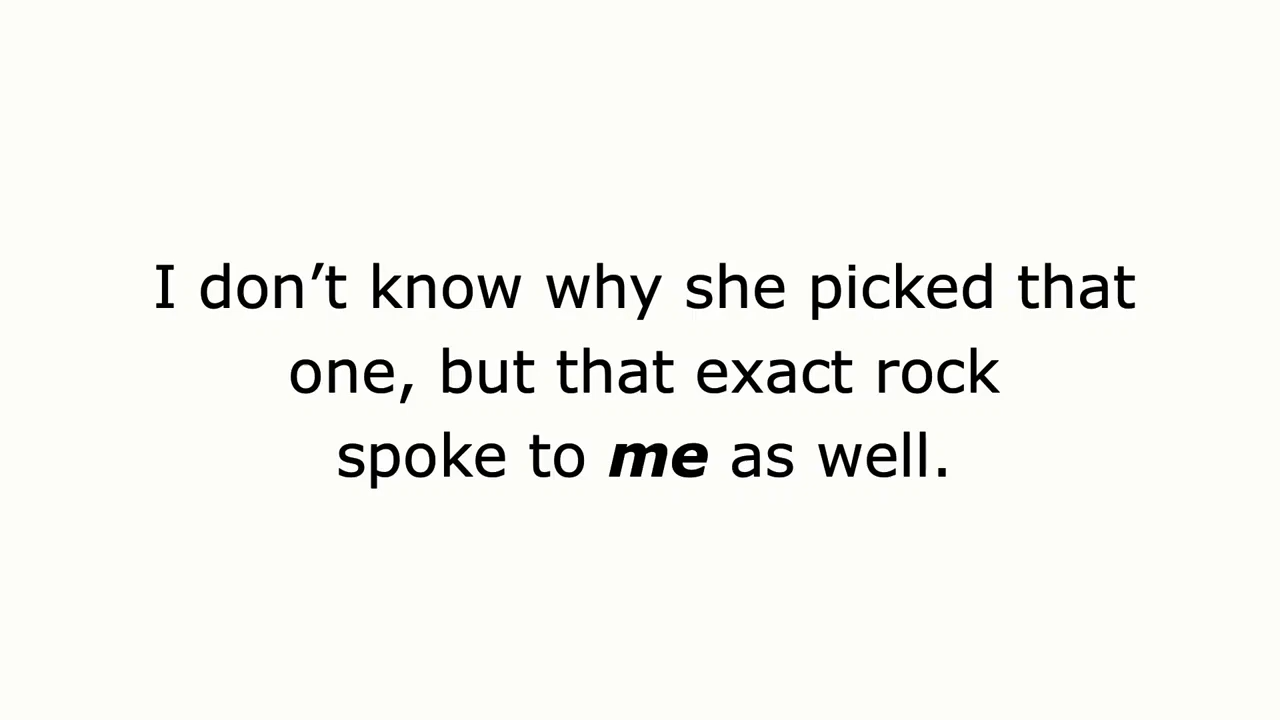 I don’t know why she picked that
one, but that exact rock
spoke to me as well.